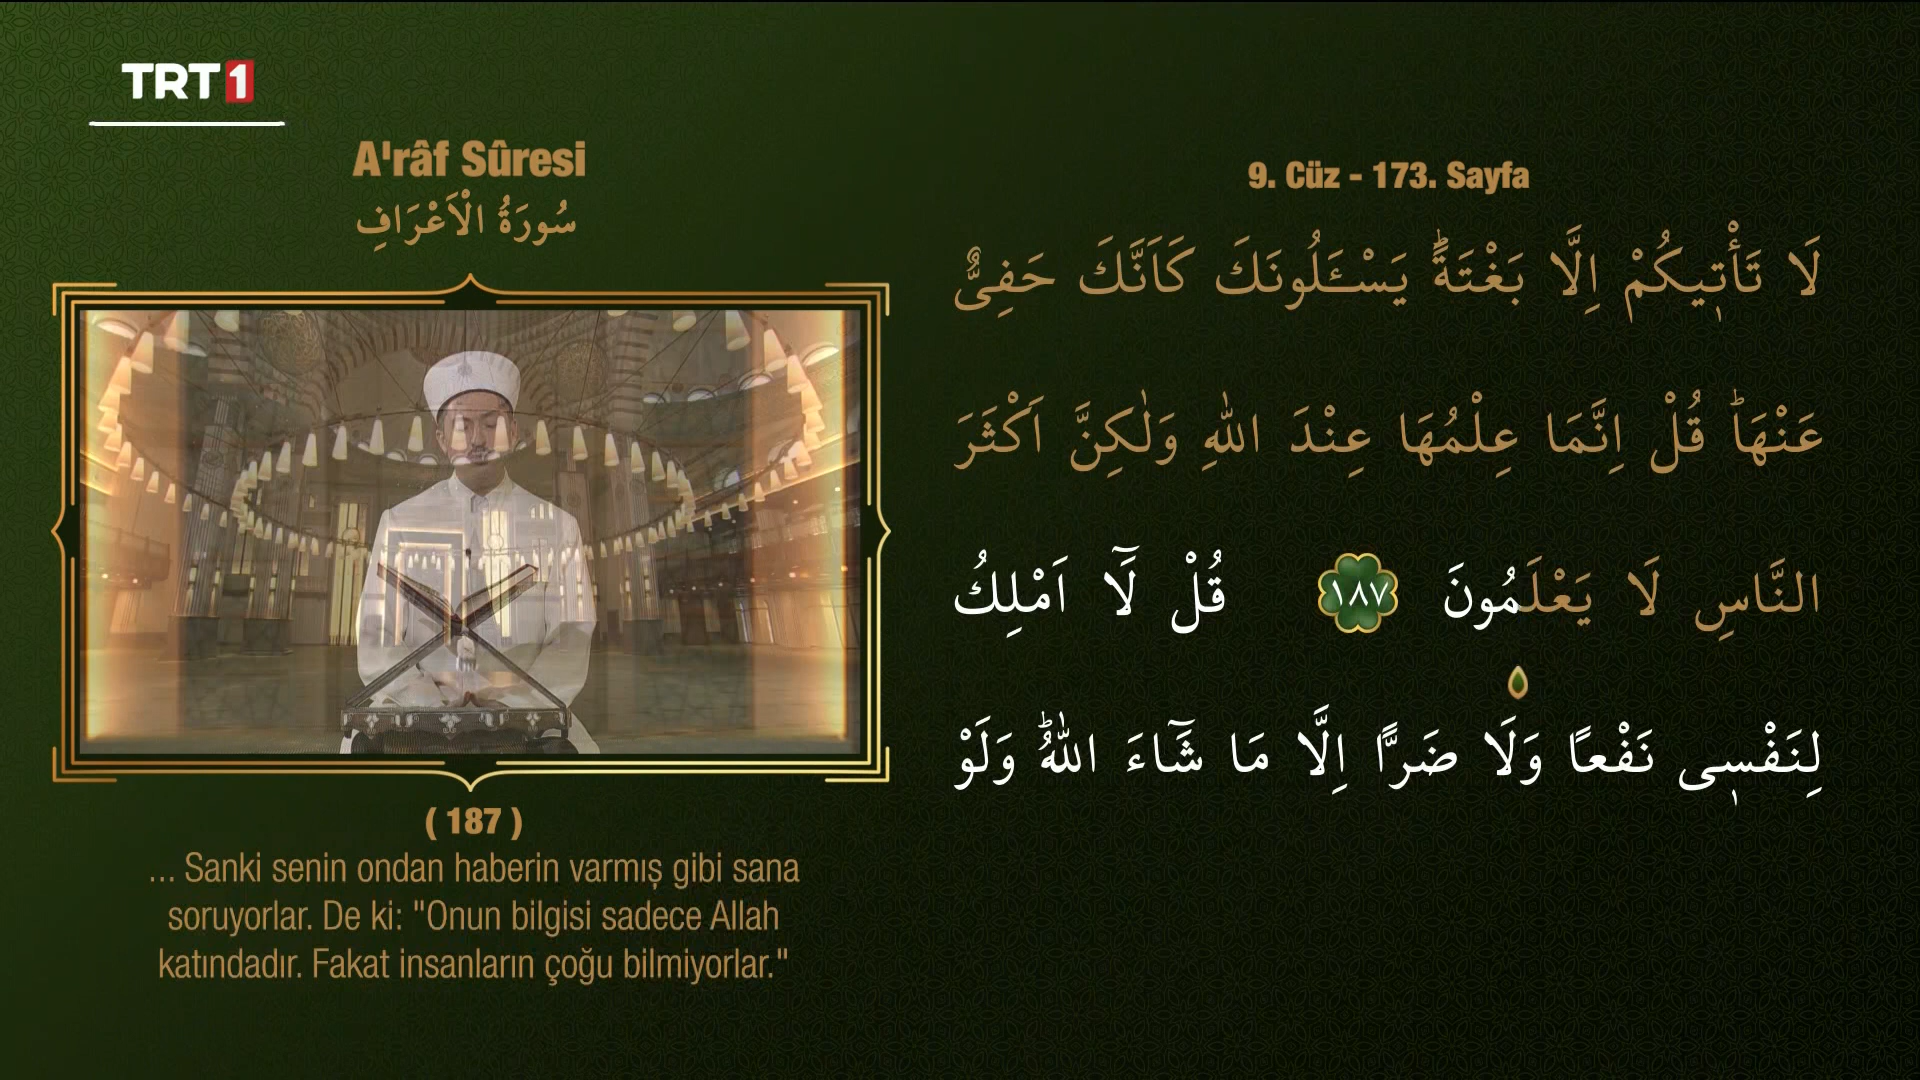 TRT1
A'râf Sûresi
سُورَةُ الْاَعْرَافِ
( 187 )
... Sanki senin ondan haberin varmış gibi sana
soruyorlar. De ki: "Onun bilgisi sadece Allah
katındadır. Fakat insanların çoğu bilmiyorlar."
9. Cüz - 173. Sayfa
لَا تَأْت۪يكُمْ اِلَّا بَغْتَةًۜ يَسْـَٔلُونَكَ كَاَنَّكَ حَفِيٌّ
عَنْهَاۜ قُلْ اِنَّمَا عِلْمُهَا عِنْدَ اللّٰهِ وَلٰكِنَّ اَكْثَرَ
النَّاسِ لَا يَعْلَمُونَ ١٨٧ قُلْ لَٓا اَمْلِكُ
لِنَفْس۪ي نَفْعًا وَلَا ضَرًّا اِلَّا مَا شَٓاءَ اللّٰهُۜ وَلَوْ